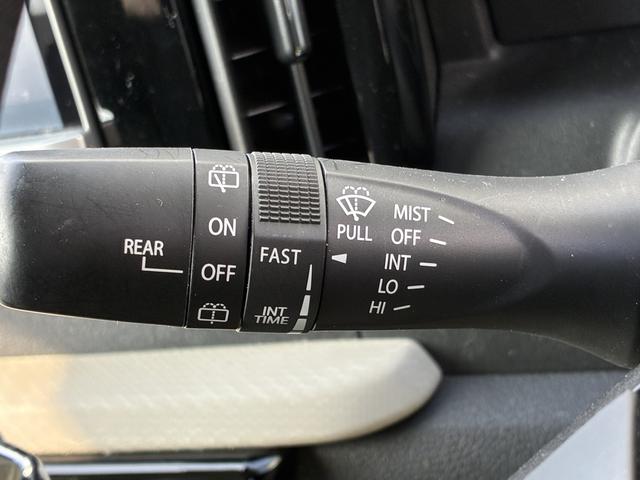 REAR
ON
OFF
FAST
INT
TIME
PULL
MIST
OFF
INT
LO
HI